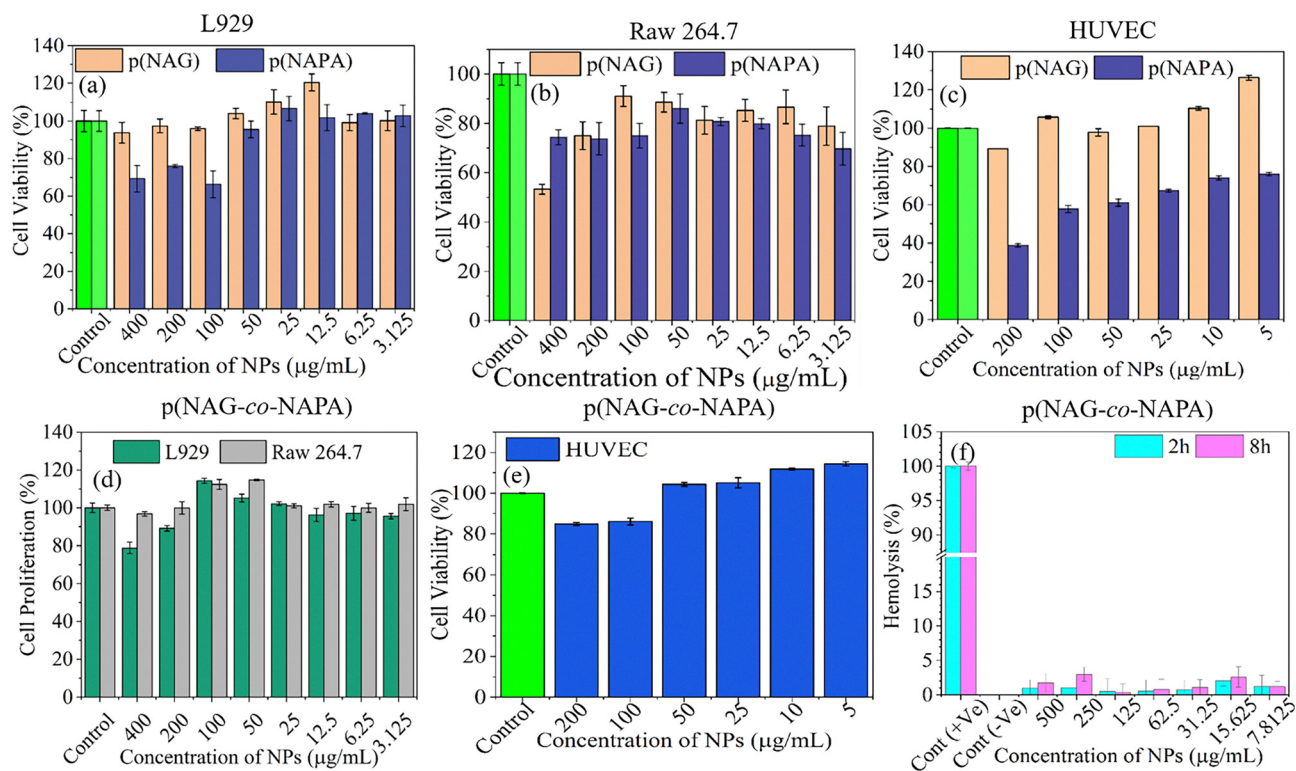 L929
140
120
100
80
60
40
20
0
p(NAG) p(NAPA)
(a)
Cell Viability (%)
Control 400 200 100 50 25 12.5 6.25 3.125
Concentration of NPs (μg/mL)
Raw 264.7
100
80
60
40
20
0
p(NAG) p(NAPA)
(b)
Cell Viability (%)
Control 400 200 100 50 25 12.5 6.25 3.125
Concentration of NPs (μg/mL)
HUVEC
140
120
100
80
60
40
20
0
p(NAG) p(NAPA)
(c)
Cell Viability (%)
Control 200 100 50 25 10 5
Concentration of NPs (μg/mL)
p(NAG-co-NAPA)
140
120
100
80
60
40
20
0
L929 Raw 264.7
(d)
Cell Proliferation (%)
Control 400 200 100 50 25 12.5 6.25 3.125
Concentration of NPs (μg/mL)
p(NAG-co-NAPA)
120
100
80
60
40
20
0
HUVEC
(e)
Cell Viability (%)
Control 200 100 50 25 10 5
Concentration of NPs (μg/mL)
p(NAG-co-NAPA)
105
100
95
90
15
10
5
0
(f)
2h 8h
Hemolysis (%)
Cont (+Ve) Cont (-Ve) 500 250 125 62.5 31.25 15.625 7.8125
Concentration of NPs (μg/mL)